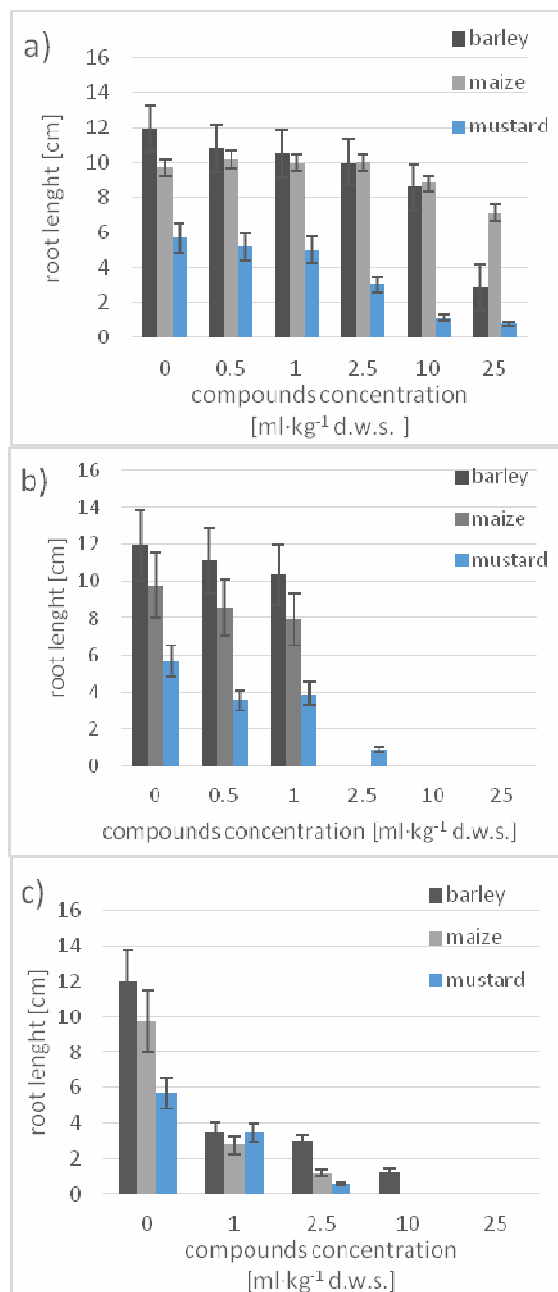 a)
barley
maize
mustard
root lenght [cm]
16
14
12
10
8
6
4
2
0
0 0.5 1 2.5 10 25
compounds concentration
[ml·kg⁻¹ d.w.s. ]
b)
barley
maize
mustard
root lenght [cm]
16
14
12
10
8
6
4
2
0
0 0.5 1 2.5 10 25
compounds concentration [ml·kg⁻¹ d.w.s.]
c)
barley
maize
mustard
root lenght [cm]
16
14
12
10
8
6
4
2
0
0 1 2.5 10 25
compounds concentration
[ml·kg⁻¹ d.w.s. ]